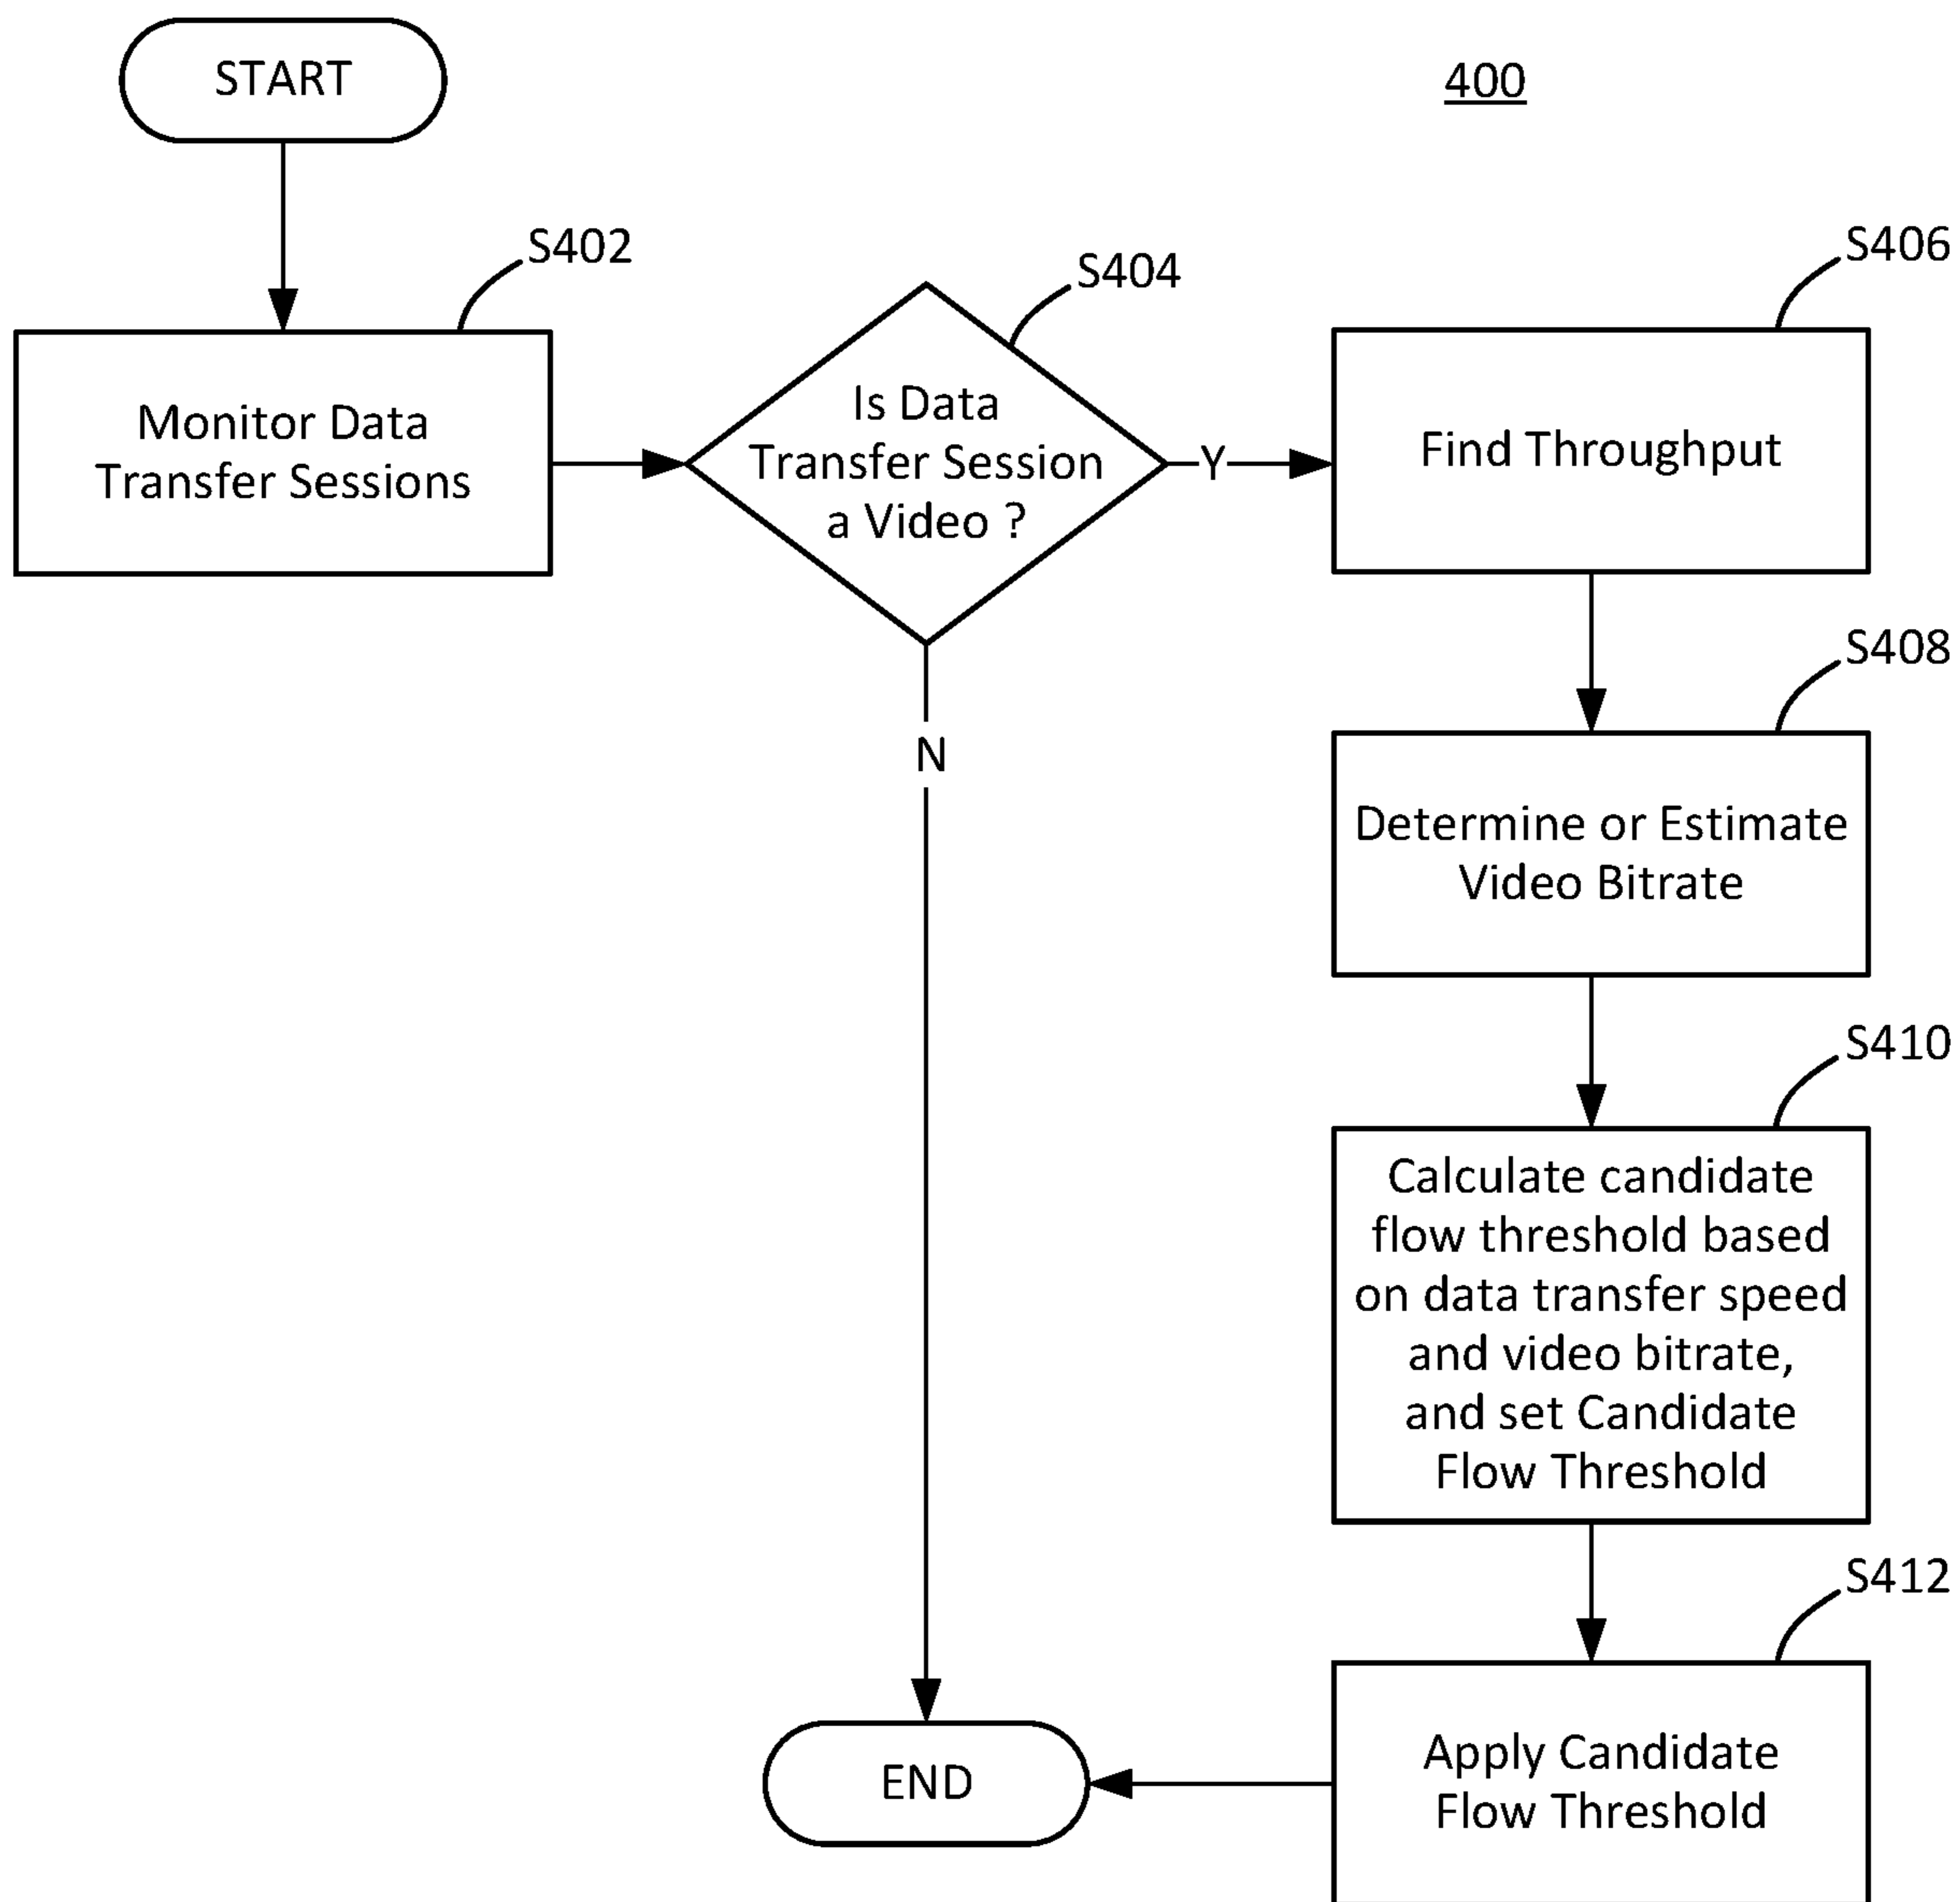 START
400
S402
Monitor Data
Transfer Sessions
S404
Is Data
Transfer Session
a Video ?
Y
N
S406
Find Throughput
S408
Determine or Estimate
Video Bitrate
S410
Calculate candidate
flow threshold based
on data transfer speed
and video bitrate,
and set Candidate
Flow Threshold
S412
Apply Candidate
Flow Threshold
END